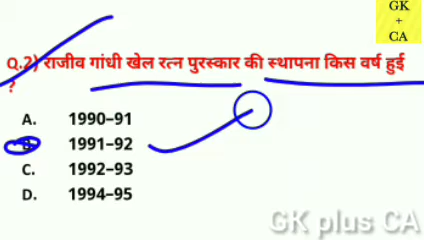 GK
+
CA
Q.2) राजीव गांधी खेल रत्न पुरस्कार की स्थापना किस वर्ष हुई
?
A. 1990-91
B. 1991-92
C. 1992-93
D. 1994-95
GK plus CA